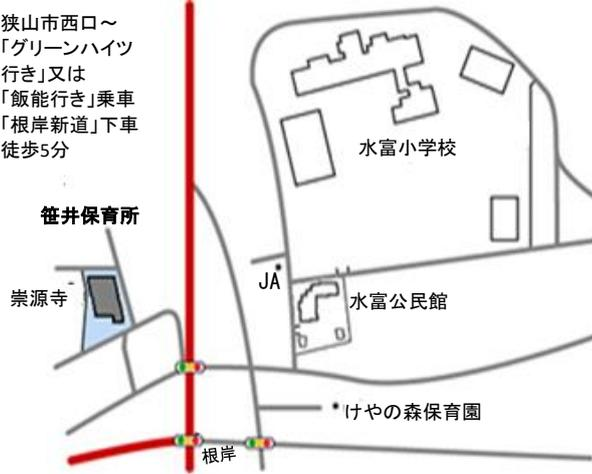 狭山市西口～
「グリーンハイツ
行き」又は
「飯能行き」乗車
「根岸新道」下車
徒歩5分
水富小学校
笹井保育所
JA
崇源寺
水富公民館
けやの森保育園
根岸